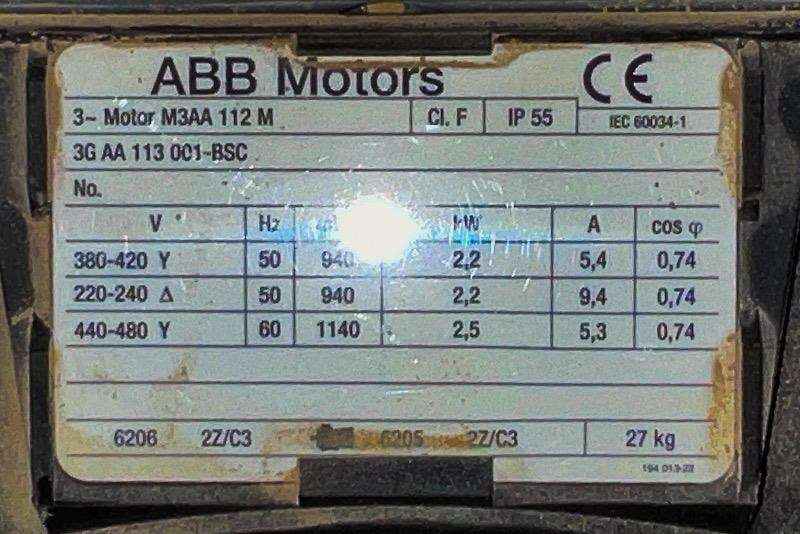 ABB Motors CE
3~ Motor M3AA 112 M Cl. F IP 55 IEC 60034-1
3G AA 113 001-BSC
No.
V Hz kW A cos φ
380-420 Y 50 940 2,2 5,4 0,74
220-240 Δ 50 940 2,2 9,4 0,74
440-480 Y 60 1140 2,5 5,3 0,74
6206 2Z/C3 6205 2Z/C3 27 kg
194 013-22